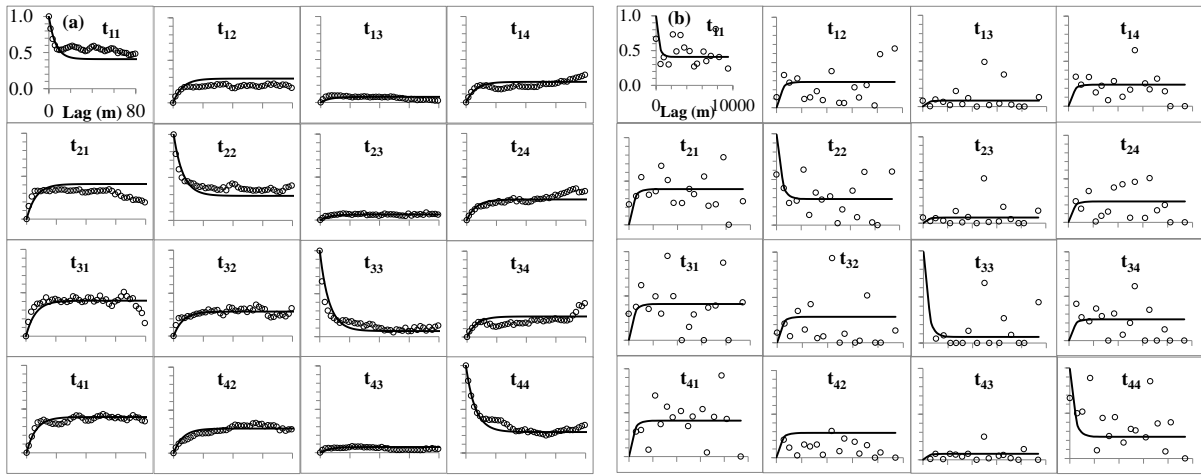 1.0 (a) t11 t12 t13 t14
0.5
0.0
0 Lag (m) 80
t21 t22 t23 t24
t31 t32 t33 t34
t41 t42 t43 t44
1.0 (b) t11 t12 t13 t14
0.5
0.0
0 Lag (m) 10000
t21 t22 t23 t24
t31 t32 t33 t34
t41 t42 t43 t44